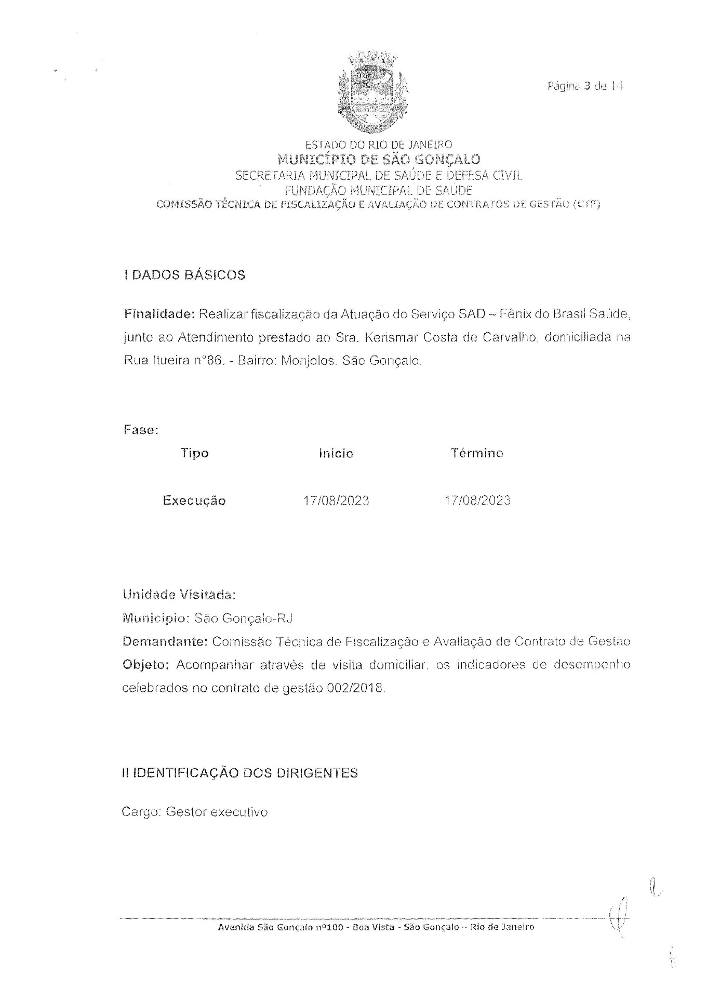 Página 3 de 14
ESTADO DO RIO DE JANEIRO
MUNICÍPIO DE SÃO GONÇALO
SECRETARIA MUNICIPAL DE SAÚDE E DEFESA CIVIL
FUNDAÇÃO MUNICIPAL DE SAÚDE
COMISSÃO TÉCNICA DE FISCALIZAÇÃO E AVALIAÇÃO DE CONTRATOS DE GESTÃO
I DADOS BÁSICOS
Finalidade: Realizar fiscalização da Atuação do Serviço SAD – Fênix do Brasil Saúde,
junto ao Atendimento prestado ao Sra. Kerismar Costa de Carvalho, domiciliada na
Rua Itueira n°86. - Bairro: Monjolos. São Gonçalo.
Fase:
Tipo Início Término
Execução 17/08/2023 17/08/2023
Unidade Visitada:
Município: São Gonçalo-RJ
Demandante: Comissão Técnica de Fiscalização e Avaliação de Contrato de Gestão
Objeto: Acompanhar através de visita domiciliar, os indicadores de desempenho
celebrados no contrato de gestão 002/2018.
II IDENTIFICAÇÃO DOS DIRIGENTES
Cargo: Gestor executivo
Avenida São Gonçalo nº100 - Boa Vista - São Gonçalo – Rio de Janeiro